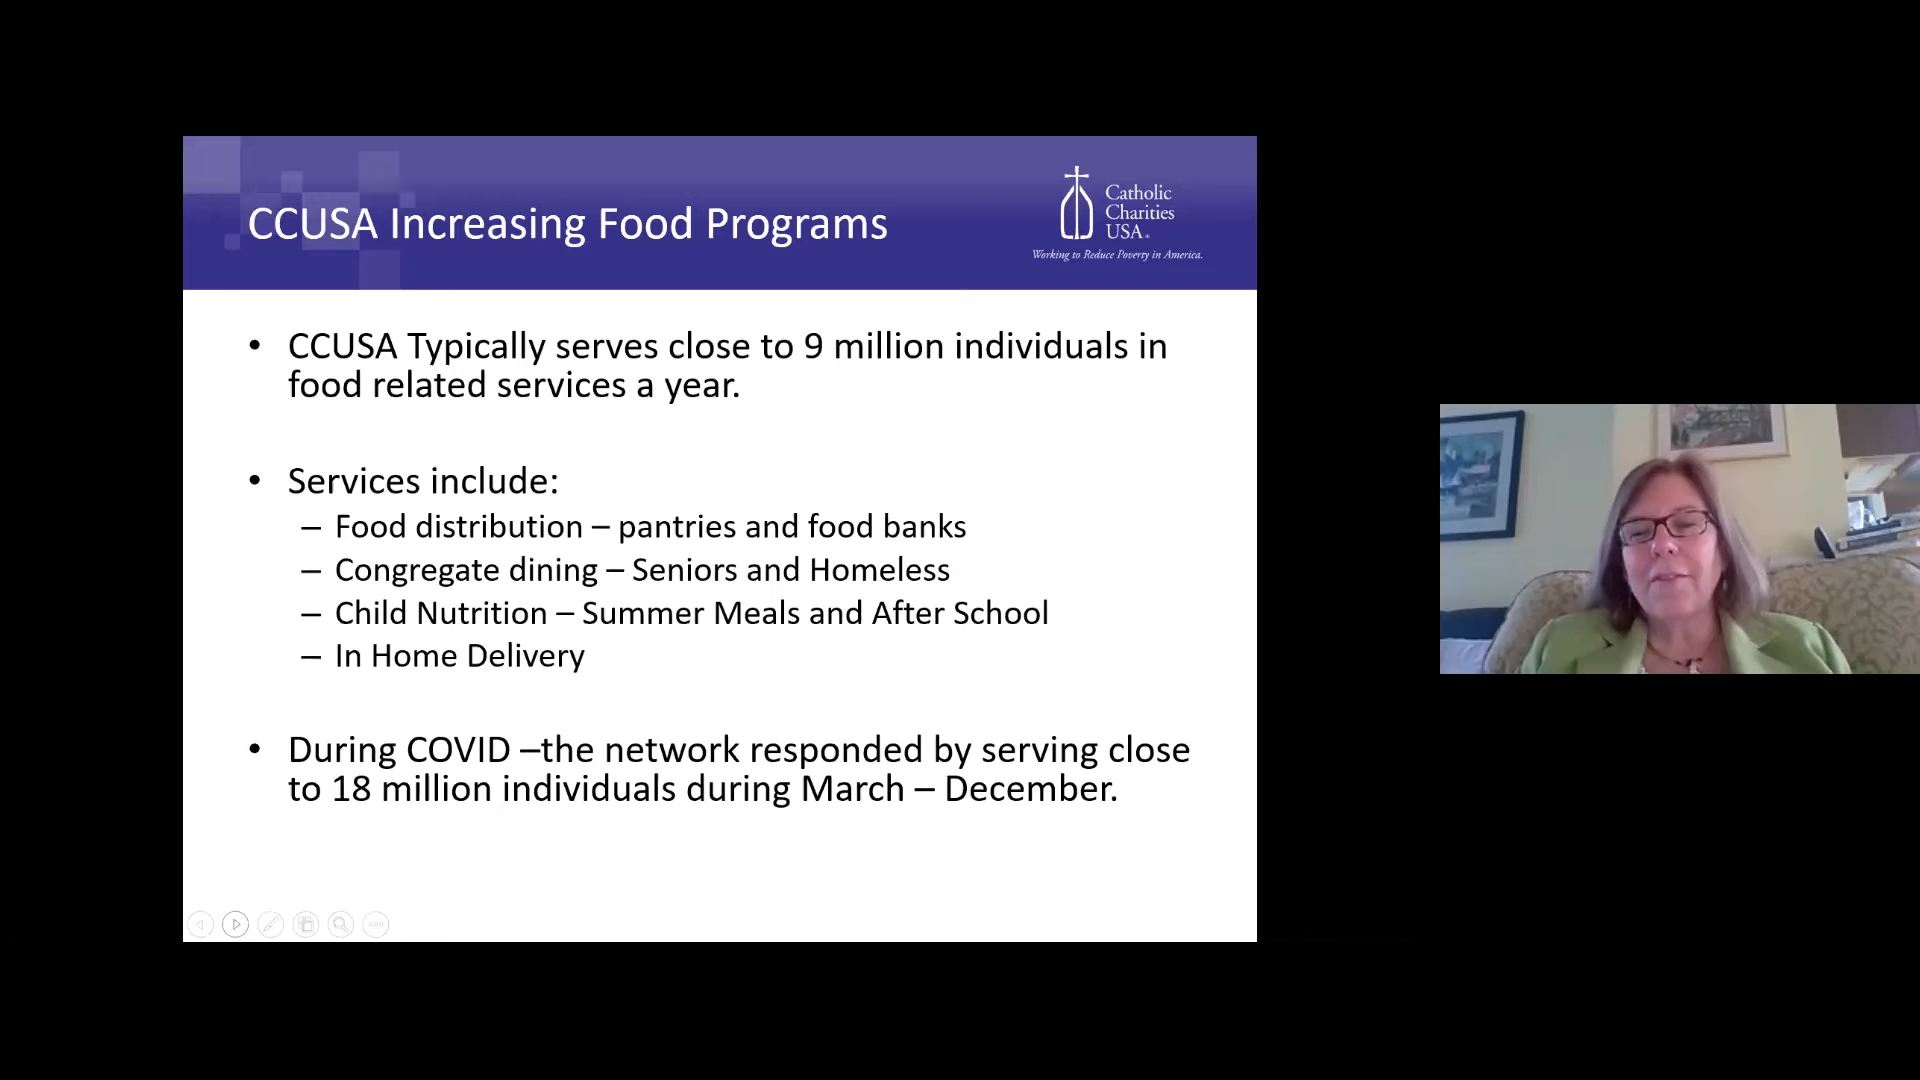 CCUSA Increasing Food Programs
Catholic
Charities
USA®
Working to Reduce Poverty in America.
• CCUSA Typically serves close to 9 million individuals in
food related services a year.
• Services include:
– Food distribution – pantries and food banks
– Congregate dining – Seniors and Homeless
– Child Nutrition – Summer Meals and After School
– In Home Delivery
• During COVID –the network responded by serving close
to 18 million individuals during March – December.